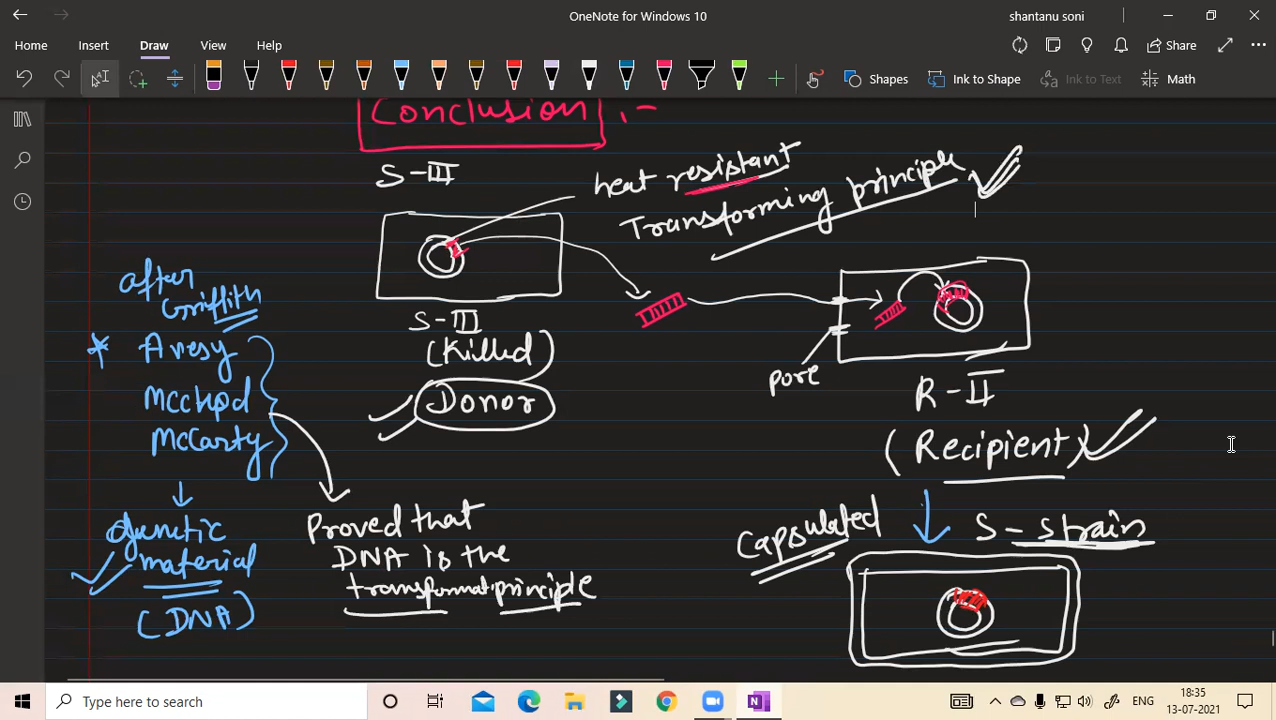 OneNote for Windows 10
shantanu soni
Home
Insert
Draw
View
Help
Share
Shapes
Ink to Shape
Ink to Text
Math
Conclusion :-
S-III
heat resistant
Transforming principle
after
Griffith
S-III
(Killed)
Donor
pore
R-II
(Recipient)
* Avery
McCarty
genetic
material
(DNA)
Proved that
DNA is the
principle
Capsulated
S-strain
Type here to search
ENG
18:35
13-07-2021